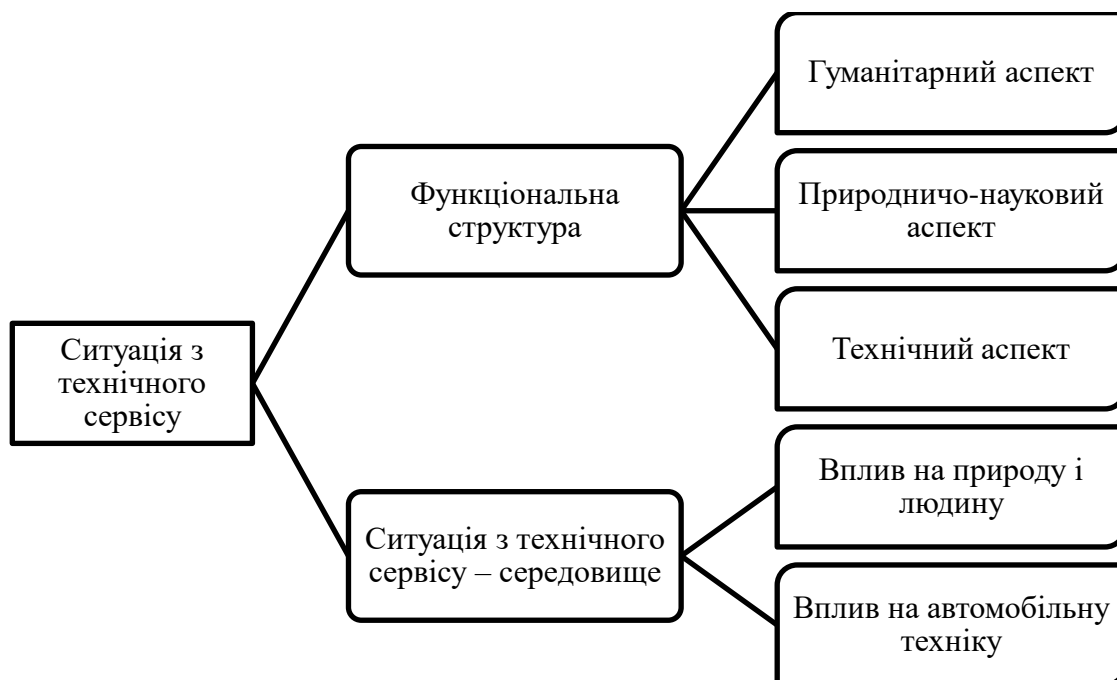 Гуманітарний аспект
Функціональна
структура
Природничо-науковий
аспект
Технічний аспект
Ситуація з
технічного
сервісу
Ситуація з технічного
сервісу – середовище
Вплив на природу і
людину
Вплив на автомобільну
техніку